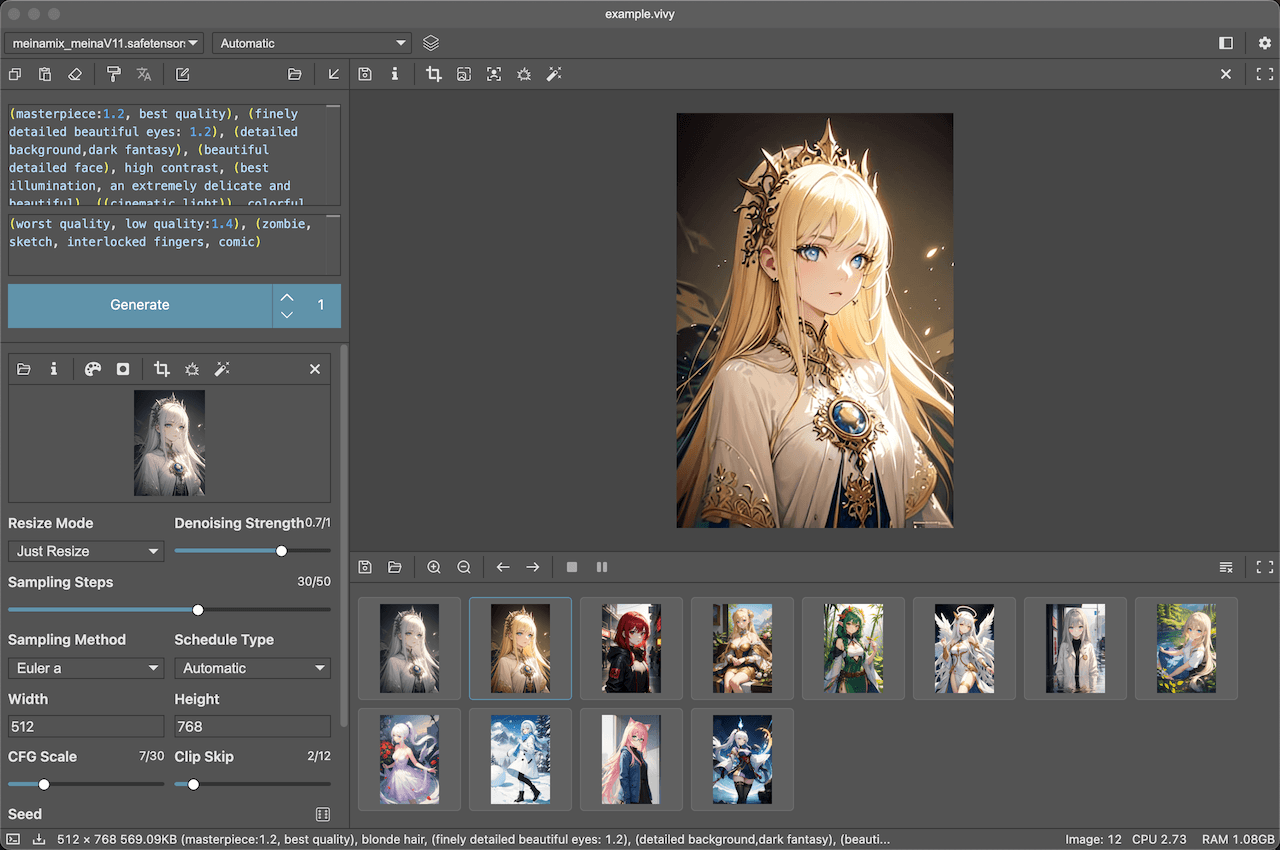 example.vivy
meinamix_meinaV11.safetensors
Automatic
(masterpiece:1.2, best quality), (finely
detailed beautiful eyes: 1.2), (detailed
background,dark fantasy), (beautiful
detailed face), high contrast, (best
illumination, an extremely delicate and
beautiful), ((cinematic light)), colorful
(worst quality, low quality:1.4), (zombie,
sketch, interlocked fingers, comic)
Generate
1
Resize Mode
Denoising Strength 0.7/1
Just Resize
Sampling Steps
30/50
Sampling Method
Schedule Type
Euler a
Automatic
Width
Height
512
768
CFG Scale
7/30
Clip Skip
2/12
Seed
512 × 768 569.09KB (masterpiece:1.2, best quality), blonde hair, (finely detailed beautiful eyes: 1.2), (detailed background,dark fantasy), (beauti...
Image: 12
CPU 2.73
RAM 1.08GB